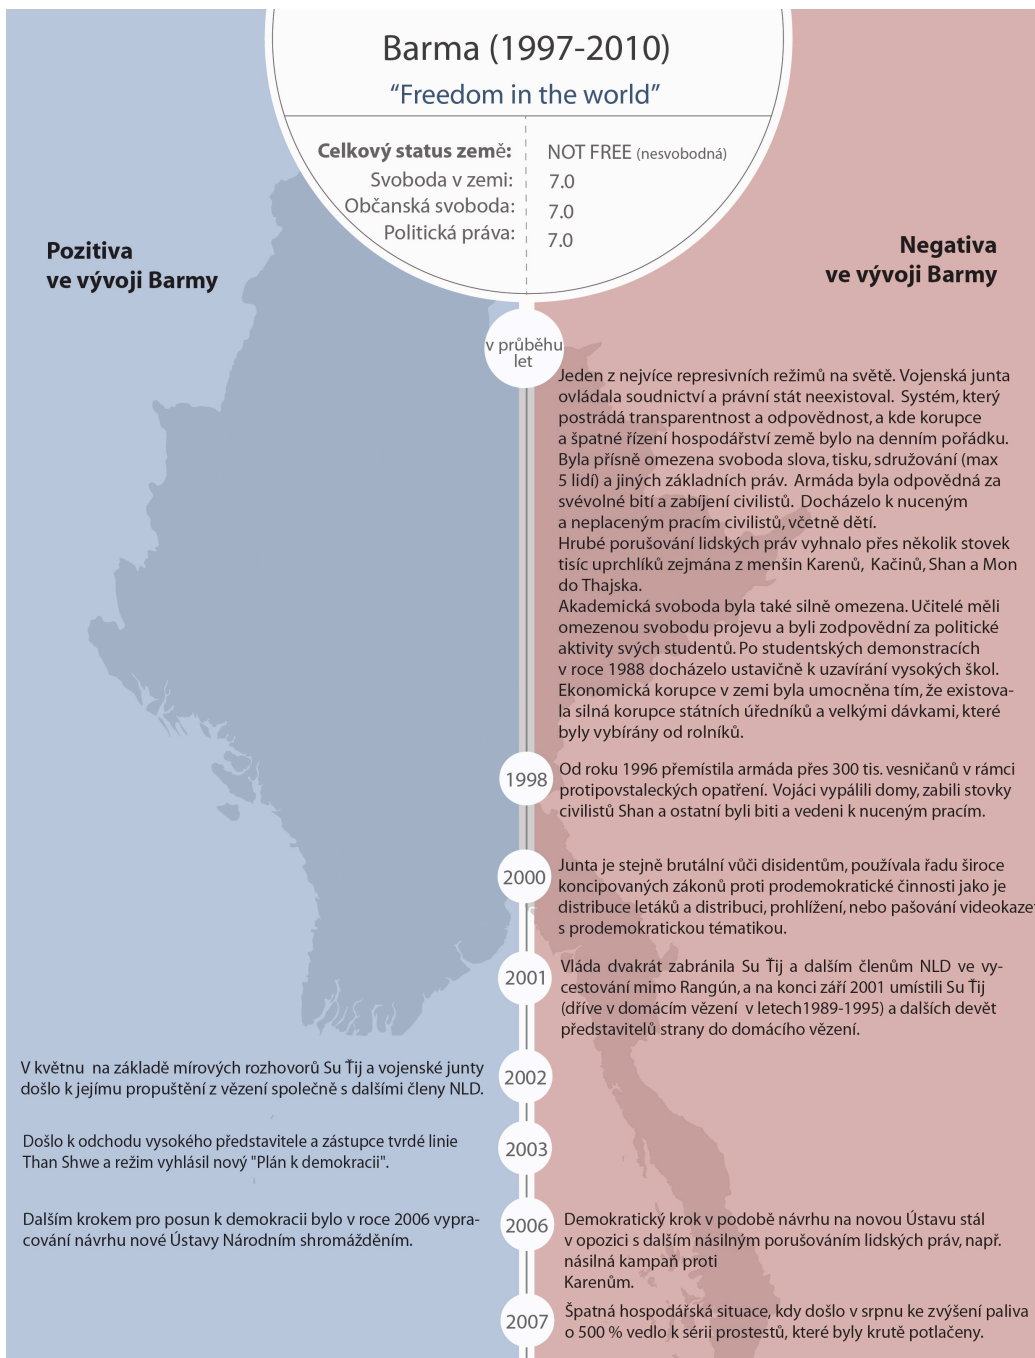 Barma (1997-2010)
“Freedom in the world”
Celkový status země: NOT FREE (nesvobodná)
Svoboda v zemi: 7.0
Občanská svoboda: 7.0
Politická práva: 7.0
Pozitiva
ve vývoji Barmy
Negativa
ve vývoji Barmy
v průběhu
let
Jeden z nejvíce represivních režimů na světě. Vojenská junta
ovládala soudnictví a právní stát neexistoval. Systém, který
postrádá transparentnost a odpovědnost, a kde korupce
a špatné řízení hospodářství země bylo na denním pořádku.
Byla přísně omezena svoboda slova, tisku, sdružování (max
5 lidí) a jiných základních práv. Armáda byla odpovědná za
svévolné bití a zabíjení civilistů. Docházelo k nuceným
a neplaceným pracím civilistů, včetně dětí.
Hrubé porušování lidských práv vyhnalo přes několik stovek
tisíc uprchlíků zejmána z menšin Karenů, Kačinů, Shan a Mon
do Thajska.
Akademická svoboda byla také silně omezena. Učitelé měli
omezenou svobodu projevu a byli zodpovědní za politické
aktivity svých studentů. Po studentských demonstracích
v roce 1988 docházelo ustavičně k uzavírání vysokých škol.
Ekonomická korupce v zemi byla umocněna tím, že existova-
la silná korupce státních úředníků a velkými dávkami, které
byly vybírány od rolníků.
1998
Od roku 1996 přemístila armáda přes 300 tis. vesničanů v rámci
protipovstaleckých opatření. Vojáci vypálili domy, zabili stovky
civilistů Shan a ostatní byli biti a vedeni k nuceným pracím.
2000
Junta je stejně brutální vůči disidentům, používala řadu široce
koncipovaných zákonů proti prodemokratické činnosti jako je
distribuce letáků a distribuci, prohlížení, nebo pašování videokazet
s prodemokratickou tématikou.
2001
Vláda dvakrát zabránila Su Ťij a dalším členům NLD ve vy-
cestování mimo Rangún, a na konci září 2001 umístili Su Ťij
(dříve v domácím vězení v letech1989-1995) a dalších devět
představitelů strany do domácího vězení.
V květnu na základě mírových rozhovorů Su Ťij a vojenské junty
došlo k jejímu propuštění z vězení společně s dalšími členy NLD.
2002
Došlo k odchodu vysokého představitele a zástupce tvrdé linie
Than Shwe a režim vyhlásil nový "Plán k demokracii".
2003
Dalším krokem pro posun k demokracii bylo v roce 2006 vypra-
cování návrhu nové Ústavy Národním shromážděním.
2006
Demokratický krok v podobě návrhu na novou Ústavu stál
v opozici s dalším násilným porušováním lidských práv, např.
násilná kampaň proti
Karenům.
2007
Špatná hospodářská situace, kdy došlo v srpnu ke zvýšení paliva
o 500 % vedlo k sérii prostestů, které byly krutě potlačeny.